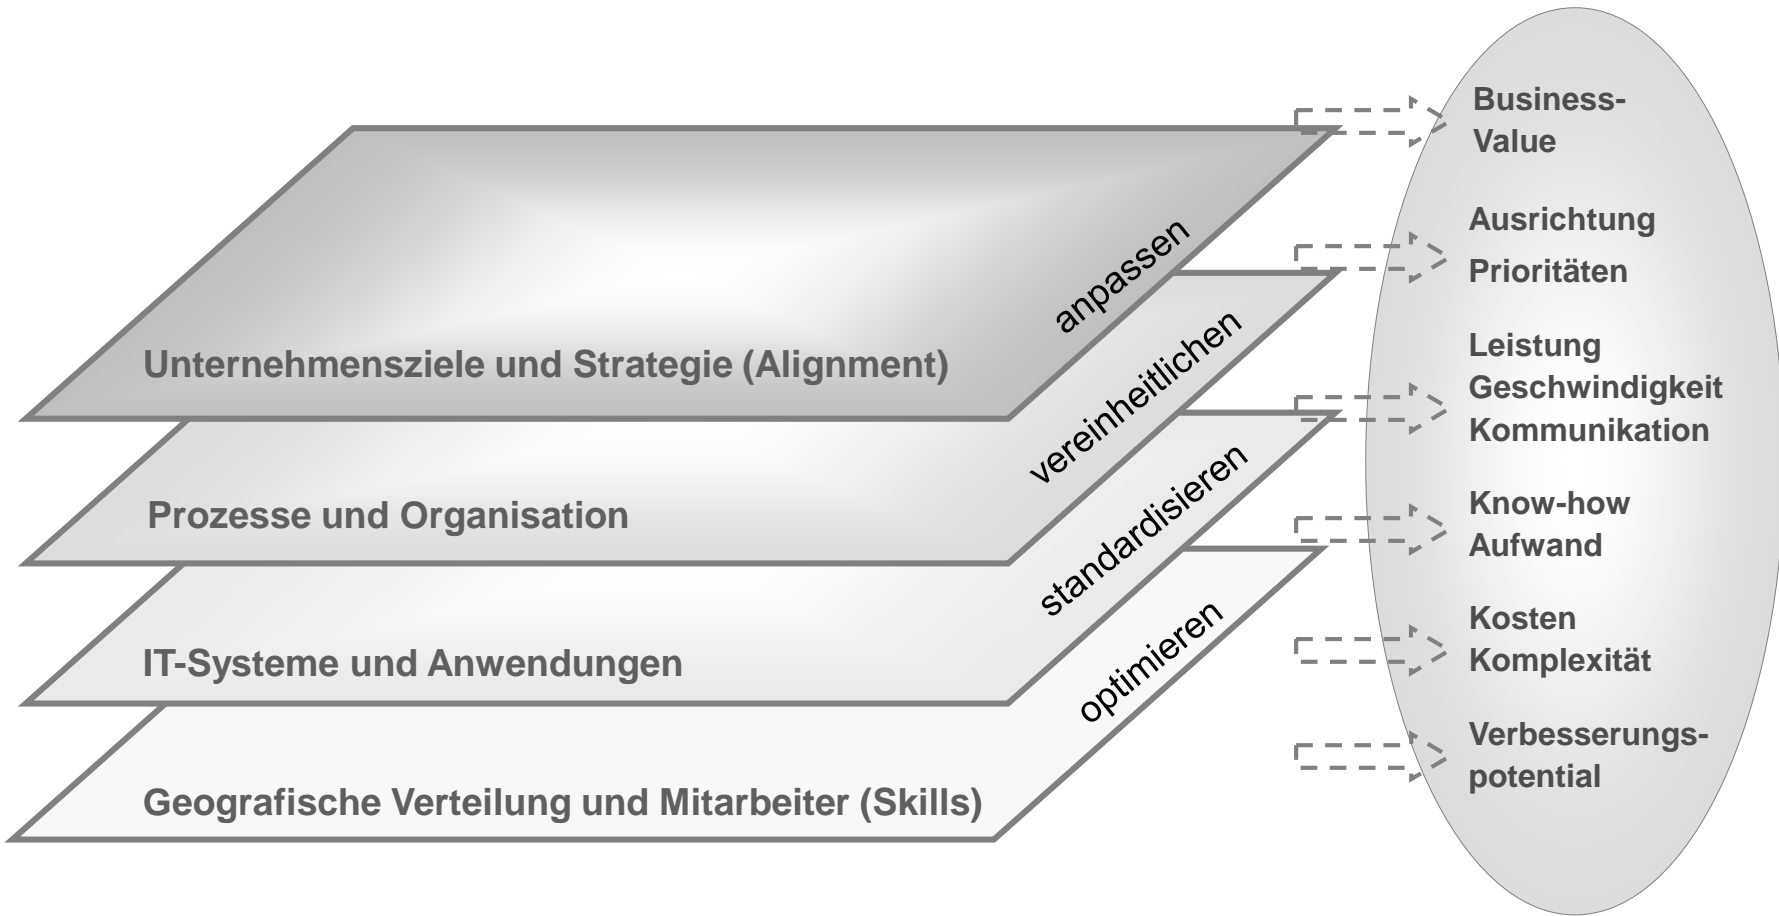 Unternehmensziele und Strategie (Alignment)
anpassen
Prozesse und Organisation
vereinheitlichen
IT-Systeme und Anwendungen
standardisieren
Geografische Verteilung und Mitarbeiter (Skills)
optimieren
Business-
Value
Ausrichtung
Prioritäten
Leistung
Geschwindigkeit
Kommunikation
Know-how
Aufwand
Kosten
Komplexität
Verbesserungs-
potential